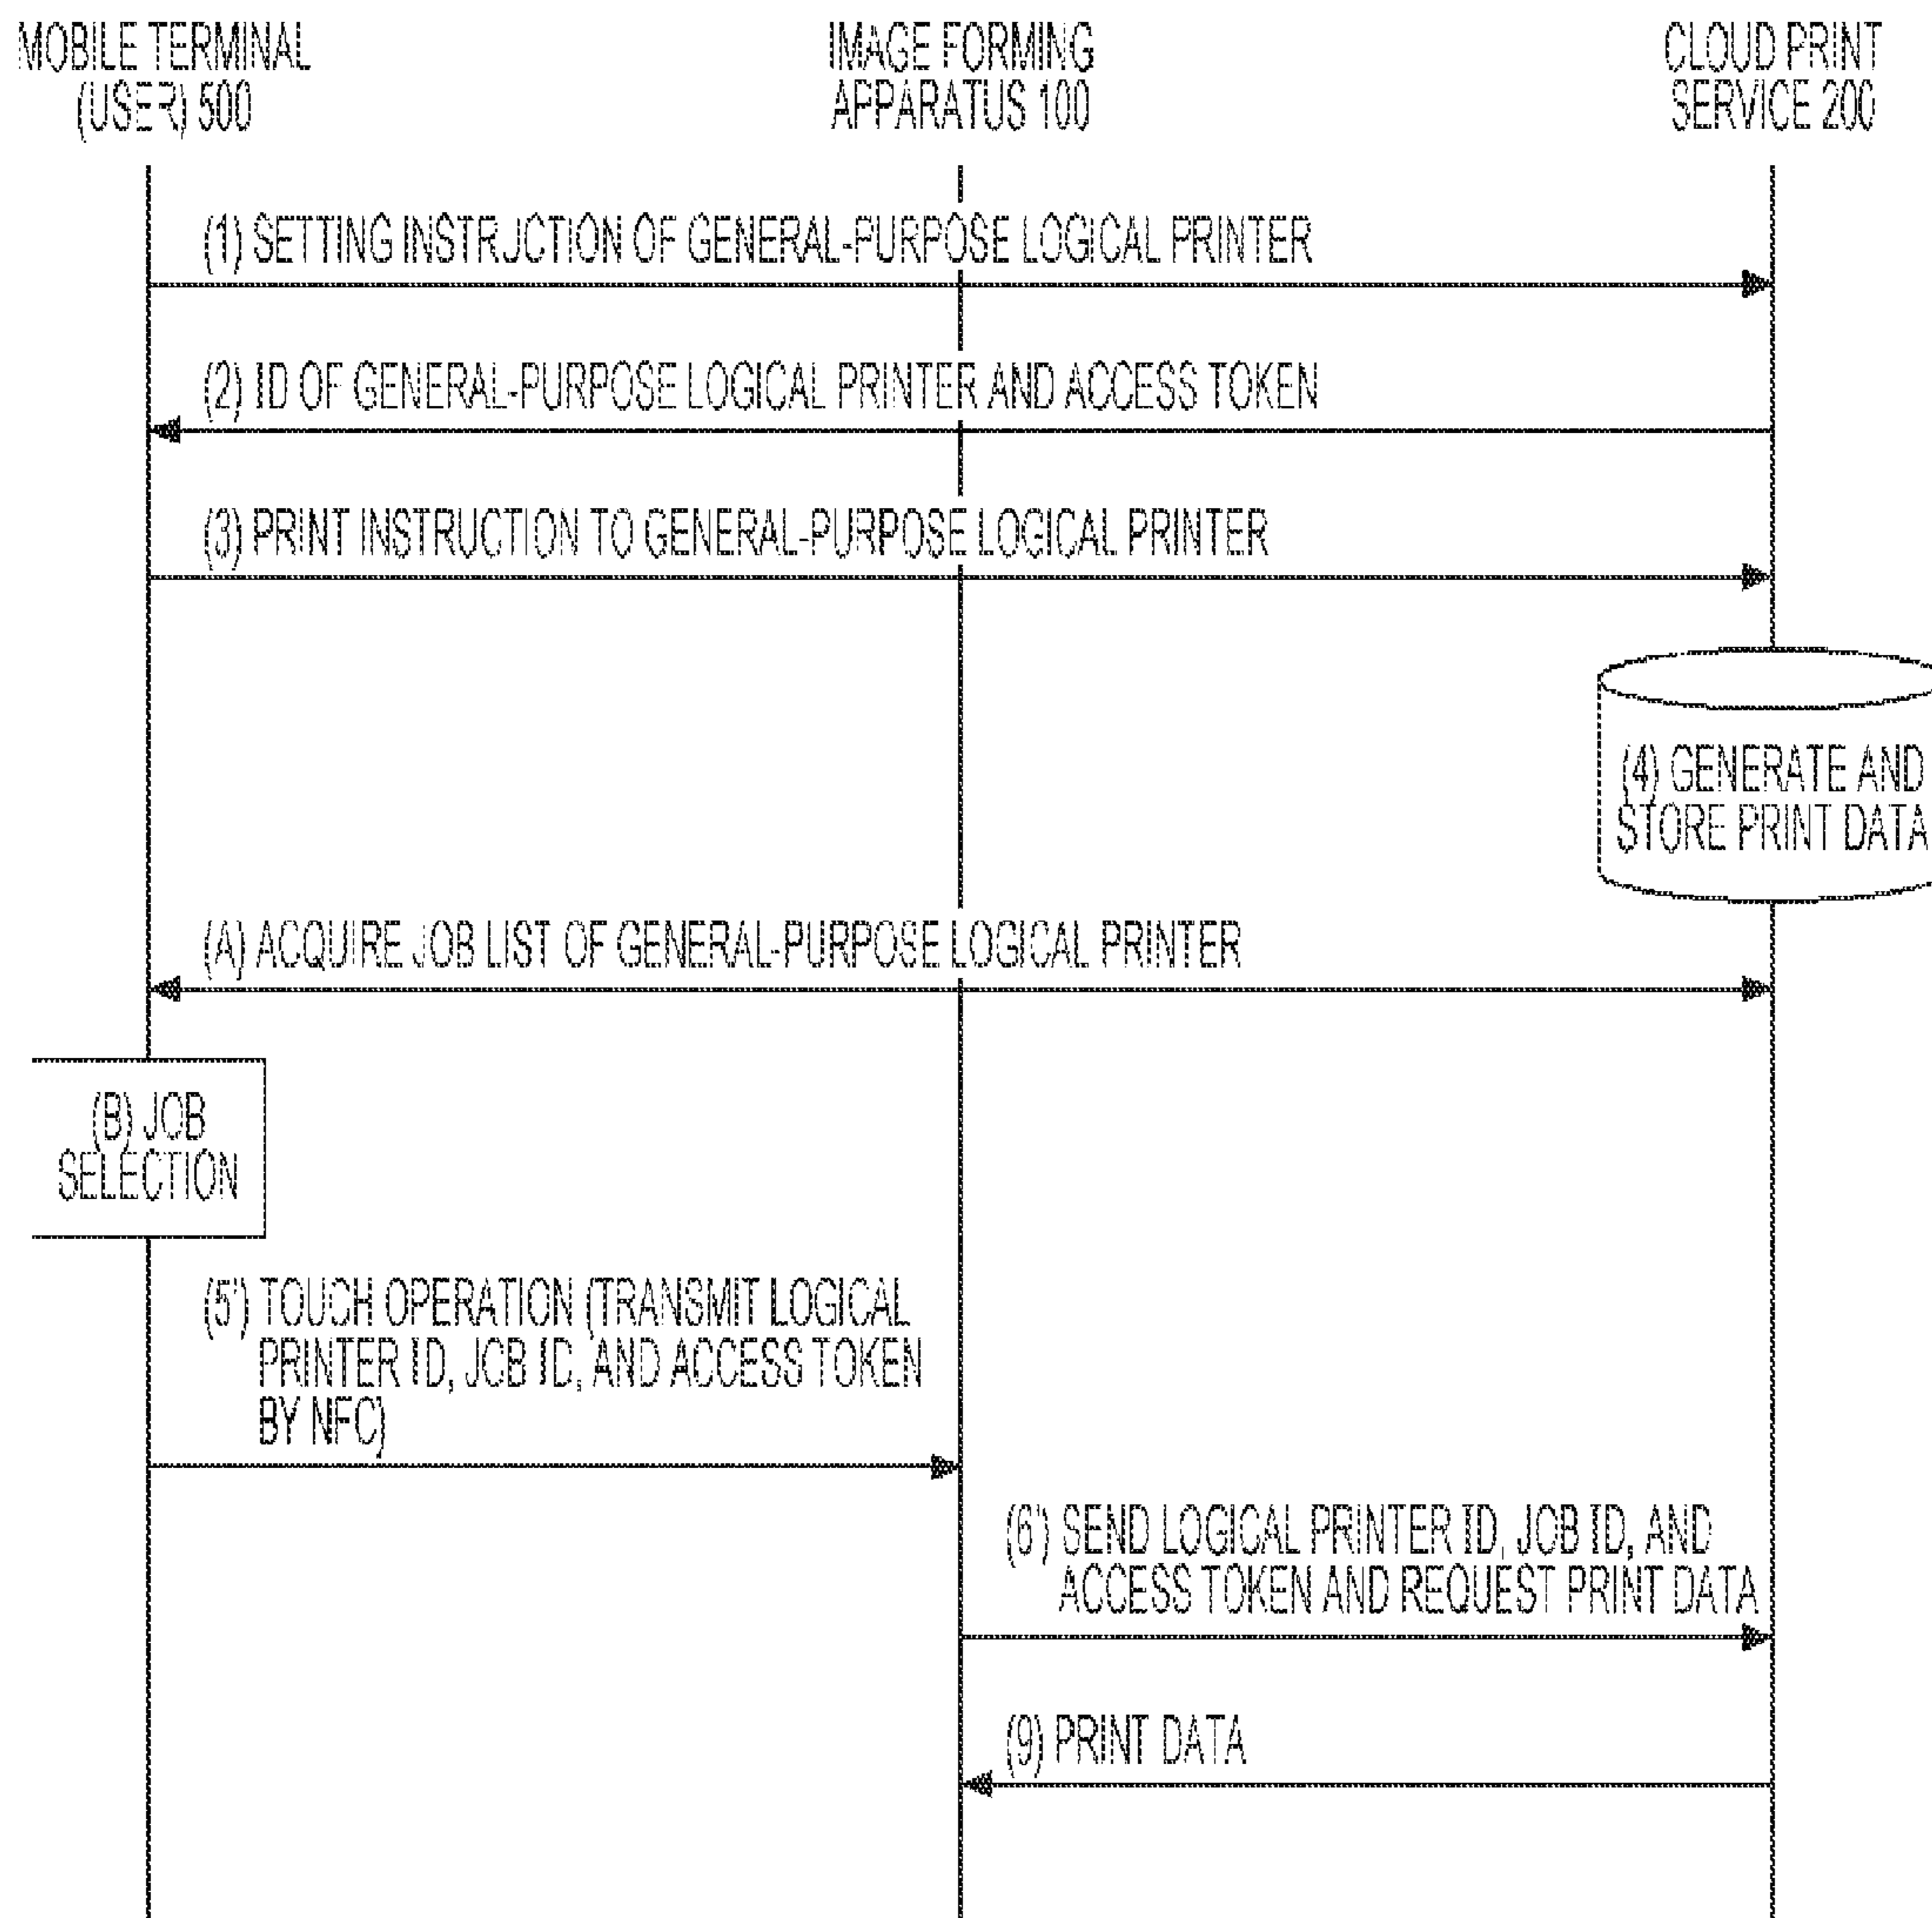 MOBILE TERMINAL
(USER) 500
IMAGE FORMING
APPARATUS 100
CLOUD PRINT
SERVICE 200
(1) SETTING INSTRUCTION OF GENERAL-PURPOSE LOGICAL PRINTER
(2) ID OF GENERAL-PURPOSE LOGICAL PRINTER AND ACCESS TOKEN
(3) PRINT INSTRUCTION TO GENERAL-PURPOSE LOGICAL PRINTER
(4) GENERATE AND
STORE PRINT DATA
(A) ACQUIRE JOB LIST OF GENERAL-PURPOSE LOGICAL PRINTER
(B) JOB
SELECTION
(5') TOUCH OPERATION (TRANSMIT LOGICAL
PRINTER ID, JOB ID, AND ACCESS TOKEN
BY NFC)
(6') SEND LOGICAL PRINTER ID, JOB ID, AND
ACCESS TOKEN AND REQUEST PRINT DATA
(9) PRINT DATA